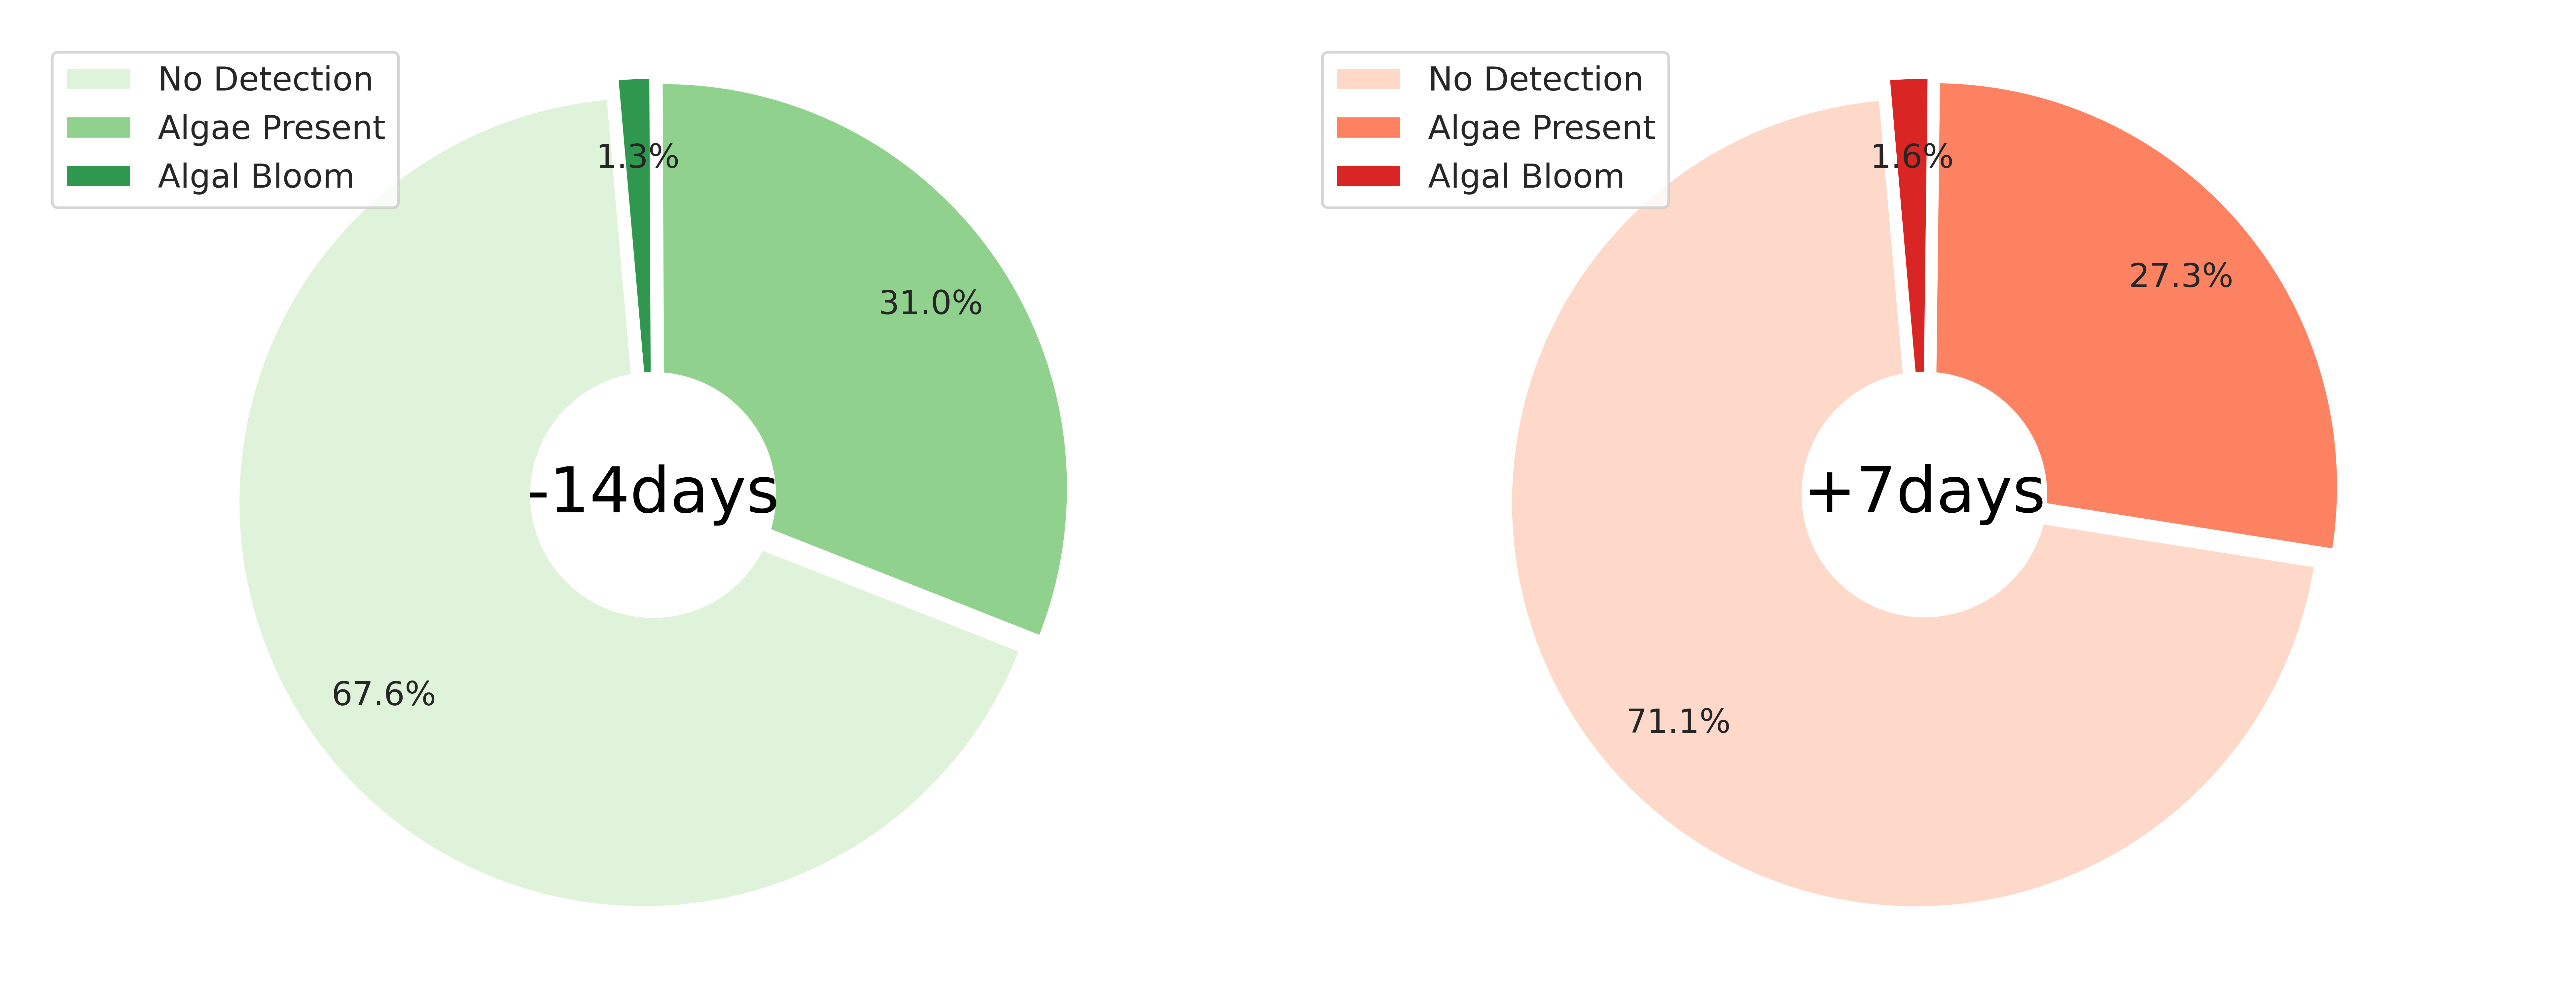 No Detection
Algae Present
Algal Bloom
1.3%
31.0%
-14days
67.6%
No Detection
Algae Present
Algal Bloom
1.6%
27.3%
+7days
71.1%